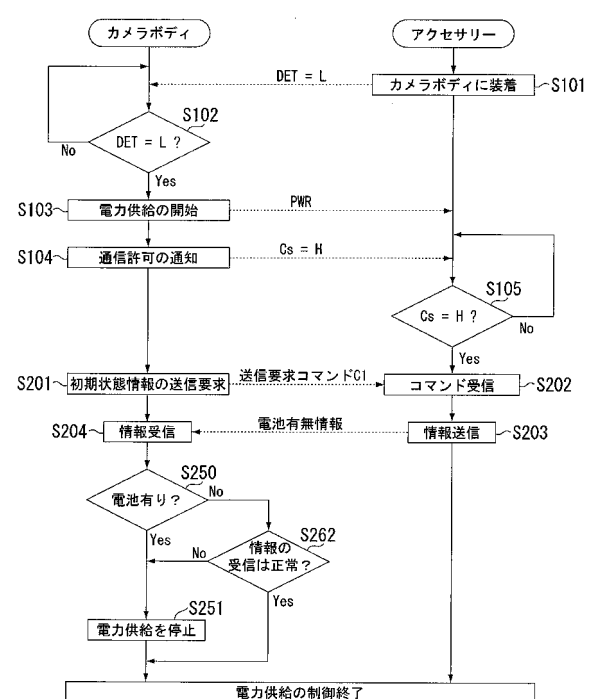 カメラボディ
アクセサリー
DET = L
カメラボディに装着
S101
S102
DET = L ?
No
Yes
S103
電力供給の開始
PWR
S104
通信許可の通知
Cs = H
S105
Cs = H ?
No
Yes
S201
初期状態情報の送信要求
送信要求コマンドC1
コマンド受信
S202
S204
情報受信
電池有無情報
情報送信
S203
S250
電池有り?
No
Yes
S262
情報の
受信は正常?
No
Yes
S251
電力供給を停止
電力供給の制御終了